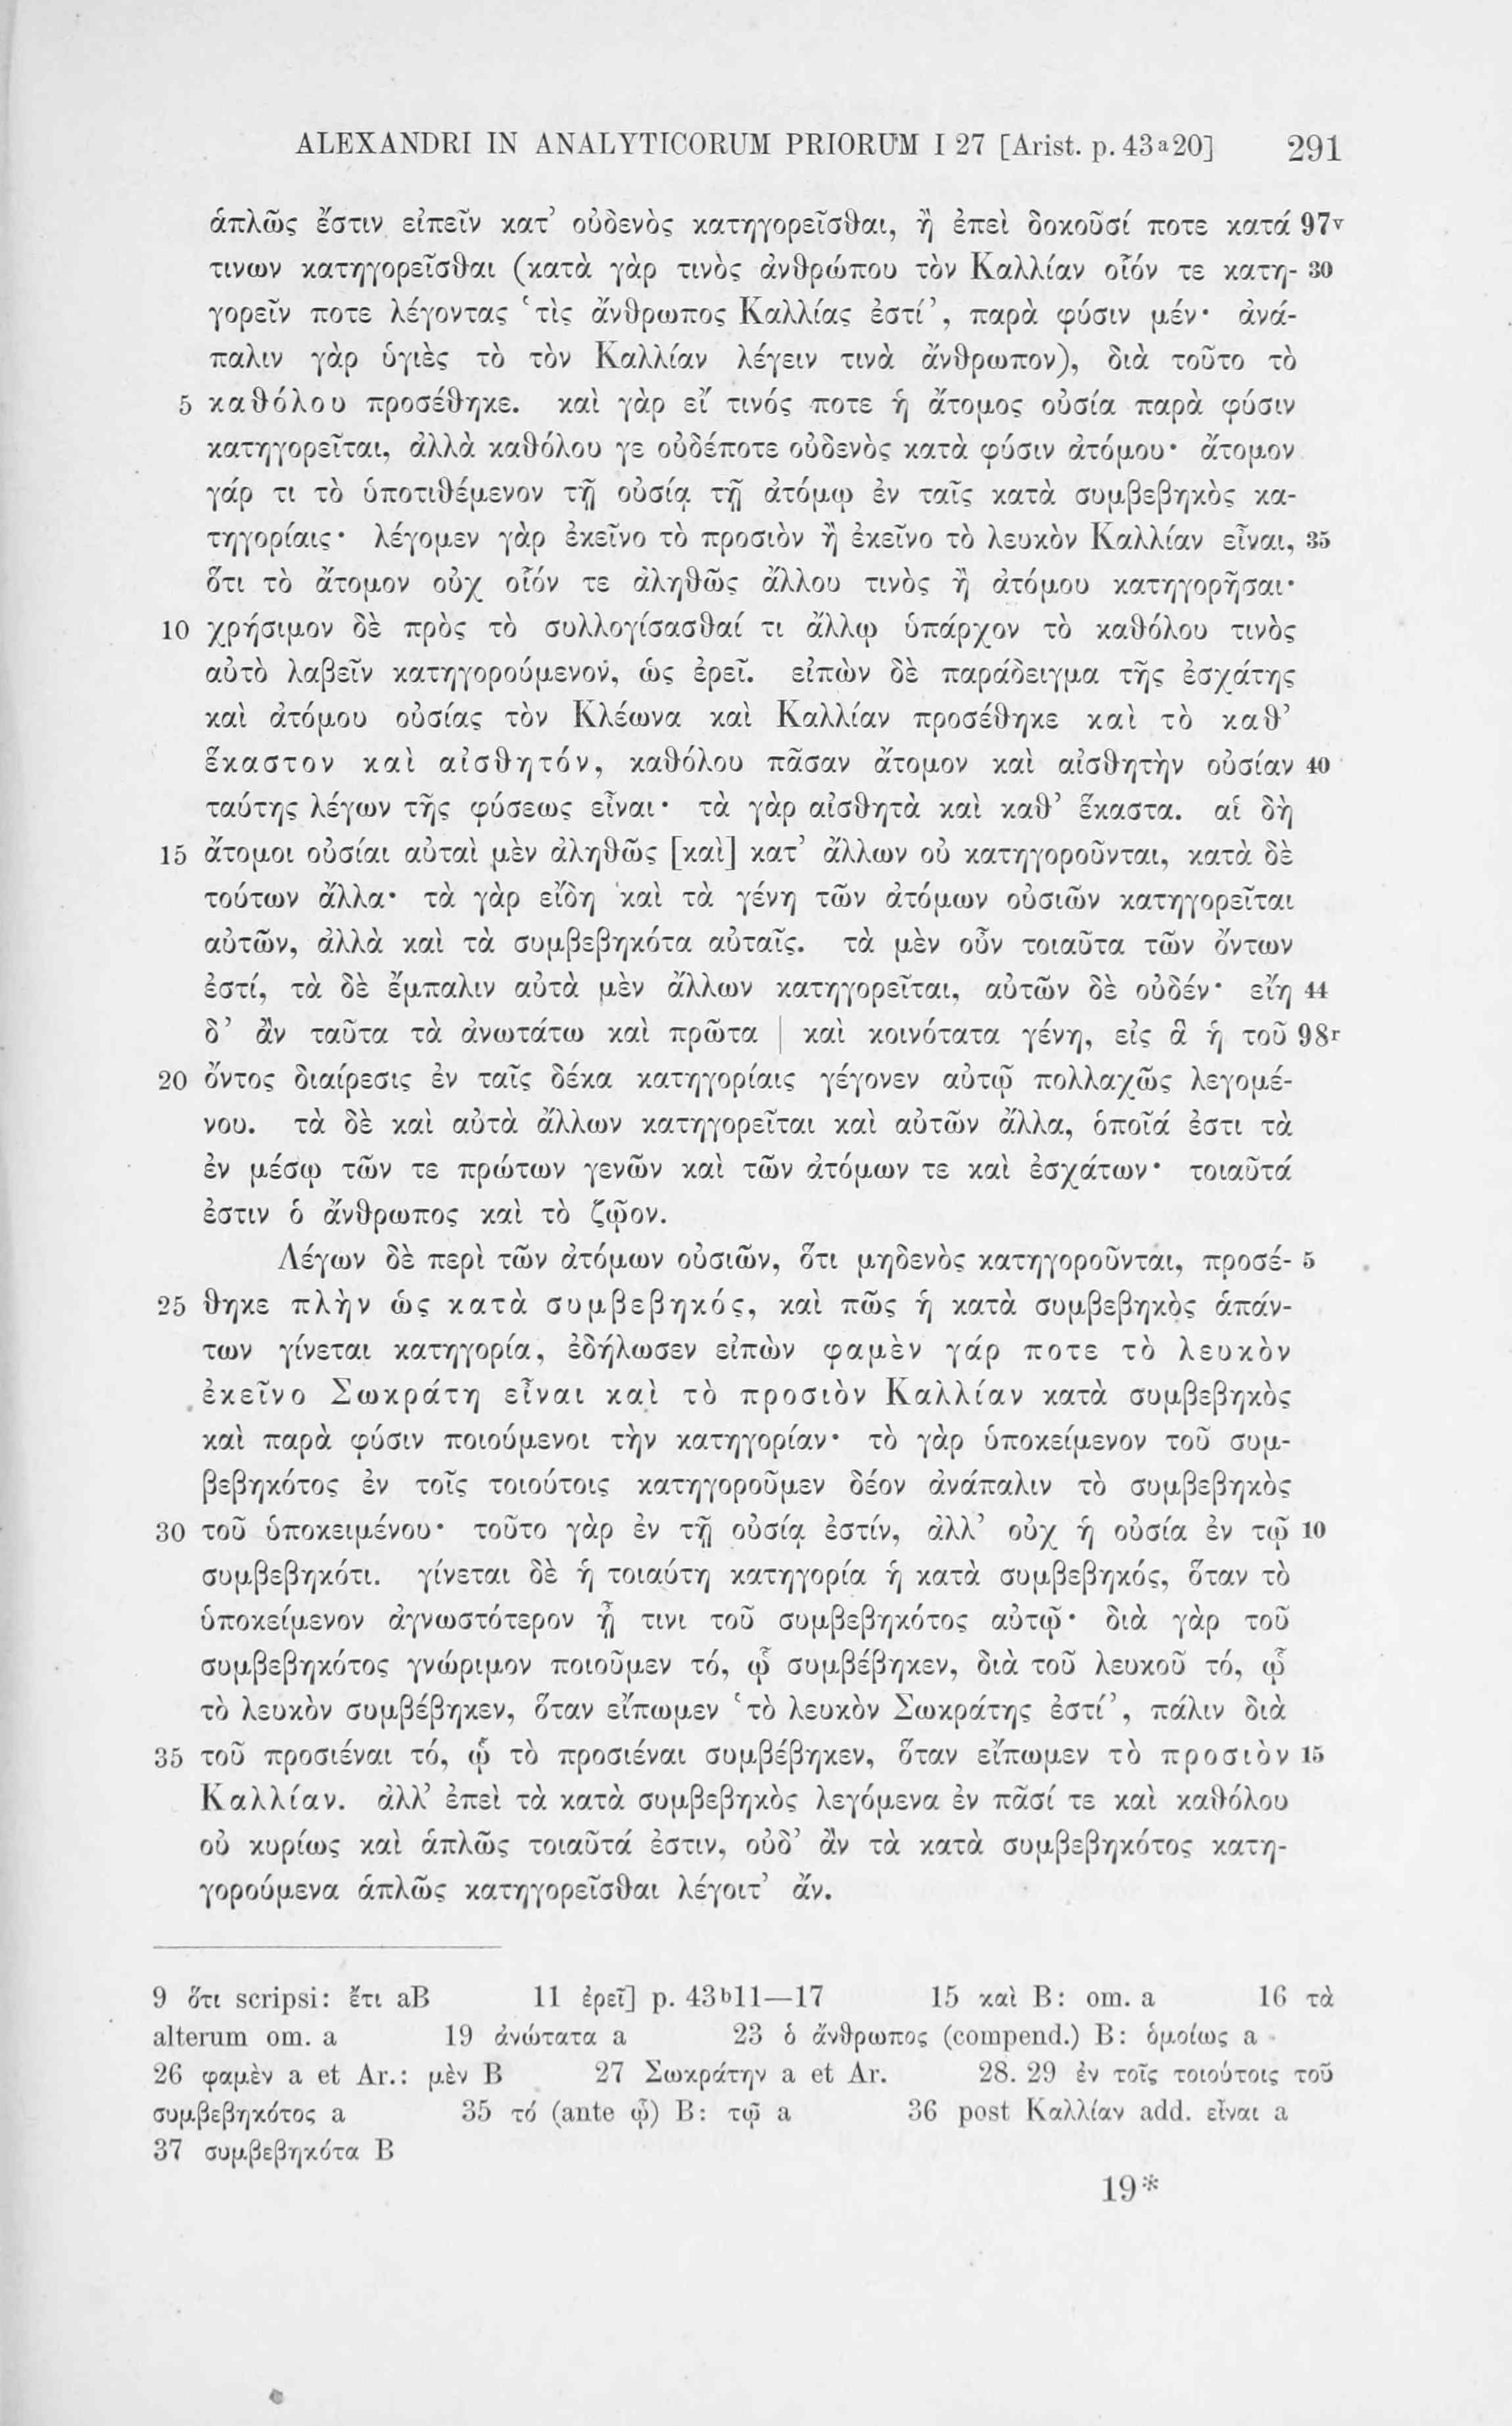 ALEXANDRI IN ANALYTICORUM PRIORUM I 27 [Arist. p. 43a20] 291
ἁπλῶς ἔστιν εἰπεῖν κατ’ οὐδενὸς κατηγορεῖσθαι, ἢ ἐπεὶ δοκοῦσί ποτε κατά 97v
τινων κατηγορεῖσθαι (κατὰ γὰρ τινὸς ἀνθρώπου τὸν Καλλίαν οἷόν τε κατη- 30
γορεῖν ποτε λέγοντας ‘τὶς ἄνθρωπος Καλλίας ἐστί’, παρὰ φύσιν μέν· ἀνά-
παλιν γὰρ ὑγιὲς τὸ τὸν Καλλίαν λέγειν τινὰ ἄνθρωπον), διὰ τοῦτο τὸ
5 καθόλου προσέθηκε. καὶ γὰρ εἴ τινός ποτε ἡ ἄτομος οὐσία παρὰ φύσιν
κατηγορεῖται, ἀλλὰ καθόλου γε οὐδέποτε οὐδενὸς κατὰ φύσιν ἀτόμου· ἄτομον
γάρ τι τὸ ὑποτιθέμενον τῇ οὐσίᾳ τῇ ἀτόμῳ ἐν ταῖς κατὰ συμβεβηκὸς κα-
τηγορίαις· λέγομεν γὰρ ἐκεῖνο τὸ προσιὸν ἢ ἐκεῖνο τὸ λευκὸν Καλλίαν εἶναι, 35
ὅτι τὸ ἄτομον οὐχ οἷόν τε ἀληθῶς ἄλλου τινὸς ἢ ἀτόμου κατηγορῆσαι·
10 χρήσιμον δὲ πρὸς τὸ συλλογίσασθαί τι ἄλλῳ ὑπάρχον τὸ καθόλου τινὸς
αὐτὸ λαβεῖν κατηγορούμενον, ὡς ἐρεῖ. εἰπὼν δὲ παράδειγμα τῆς ἐσχάτης
καὶ ἀτόμου οὐσίας τὸν Κλέωνα καὶ Καλλίαν προσέθηκε καὶ τὸ καθ’
ἕκαστον καὶ αἰσθητόν, καθόλου πᾶσαν ἄτομον καὶ αἰσθητὴν οὐσίαν 40
ταύτης λέγων τῆς φύσεως εἶναι· τὰ γὰρ αἰσθητὰ καὶ καθ’ ἕκαστα. αἱ δὴ
15 ἄτομοι οὐσίαι αὐταὶ μὲν ἀληθῶς [καὶ] κατ’ ἄλλων οὐ κατηγοροῦνται, κατὰ δὲ
τούτων ἄλλα· τὰ γὰρ εἴδη καὶ τὰ γένη τῶν ἀτόμων οὐσιῶν κατηγορεῖται
αὐτῶν, ἀλλὰ καὶ τὰ συμβεβηκότα αὐταῖς. τὰ μὲν οὖν τοιαῦτα τῶν ὄντων
ἐστί, τὰ δὲ ἔμπαλιν αὐτὰ μὲν ἄλλων κατηγορεῖται, αὐτῶν δὲ οὐδέν· εἴη 44
δ’ ἂν ταῦτα τὰ ἀνωτάτω καὶ πρῶτα | καὶ κοινότατα γένη, εἰς ἃ ἡ τοῦ 98r
20 ὄντος διαίρεσις ἐν ταῖς δέκα κατηγορίαις γέγονεν αὐτῷ πολλαχῶς λεγομέ-
νου. τὰ δὲ καὶ αὐτὰ ἄλλων κατηγορεῖται καὶ αὐτῶν ἄλλα, ὁποῖά ἐστι τὰ
ἐν μέσῳ τῶν τε πρώτων γενῶν καὶ τῶν ἀτόμων τε καὶ ἐσχάτων· τοιαῦτά
ἐστιν ὁ ἄνθρωπος καὶ τὸ ζῷον.
Λέγων δὲ περὶ τῶν ἀτόμων οὐσιῶν, ὅτι μηδενὸς κατηγοροῦνται, προσέ- 5
25 θηκε πλὴν ὡς κατὰ συμβεβηκός, καὶ πῶς ἡ κατὰ συμβεβηκὸς ἁπάν-
των γίνεται κατηγορία, ἐδήλωσεν εἰπὼν φαμὲν γάρ ποτε τὸ λευκὸν
ἐκεῖνο Σωκράτη εἶναι καὶ τὸ προσιὸν Καλλίαν κατὰ συμβεβηκὸς
καὶ παρὰ φύσιν ποιούμενοι τὴν κατηγορίαν· τὸ γὰρ ὑποκείμενον τοῦ συμ-
βεβηκότος ἐν τοῖς τοιούτοις κατηγοροῦμεν δέον ἀνάπαλιν τὸ συμβεβηκὸς
30 τοῦ ὑποκειμένου· τοῦτο γὰρ ἐν τῇ οὐσίᾳ ἐστίν, ἀλλ’ οὐχ ἡ οὐσία ἐν τῷ 10
συμβεβηκότι. γίνεται δὲ ἡ τοιαύτη κατηγορία ἡ κατὰ συμβεβηκός, ὅταν τὸ
ὑποκείμενον ἀγνωστότερον ᾖ τινι τοῦ συμβεβηκότος αὐτῷ· διὰ γὰρ τοῦ
συμβεβηκότος γνώριμον ποιοῦμεν τό, ᾧ συμβέβηκεν, διὰ τοῦ λευκοῦ τό, ᾧ
τὸ λευκὸν συμβέβηκεν, ὅταν εἴπωμεν ‘τὸ λευκὸν Σωκράτης ἐστί’, πάλιν διὰ
35 τοῦ προσιέναι τό, ᾧ τὸ προσιέναι συμβέβηκεν, ὅταν εἴπωμεν τὸ προσιὸν 15
Καλλίαν. ἀλλ’ ἐπεὶ τὰ κατὰ συμβεβηκὸς λεγόμενα ἐν πᾶσί τε καὶ καθόλου
οὐ κυρίως καὶ ἁπλῶς τοιαῦτά ἐστιν, οὐδ’ ἂν τὰ κατὰ συμβεβηκότος κατη-
γορούμενα ἁπλῶς κατηγορεῖσθαι λέγοιτ’ ἄν.
9 ὅτι scripsi: ἔτι aB 11 ἐρεῖ] p. 43b11—17 15 καὶ B: om. a 16 τὰ
alterum om. a 19 ἀνώτατα a 23 ὁ ἄνθρωπος (compend.) B: ὁμοίως a
26 φαμὲν a et Ar.: μὲν B 27 Σωκράτην a et Ar. 28. 29 ἐν τοῖς τοιούτοις τοῦ
συμβεβηκότος a 35 τό (ante ᾧ) B: τῷ a 36 post Καλλίαν add. εἶναι a
37 συμβεβηκότα B
19*